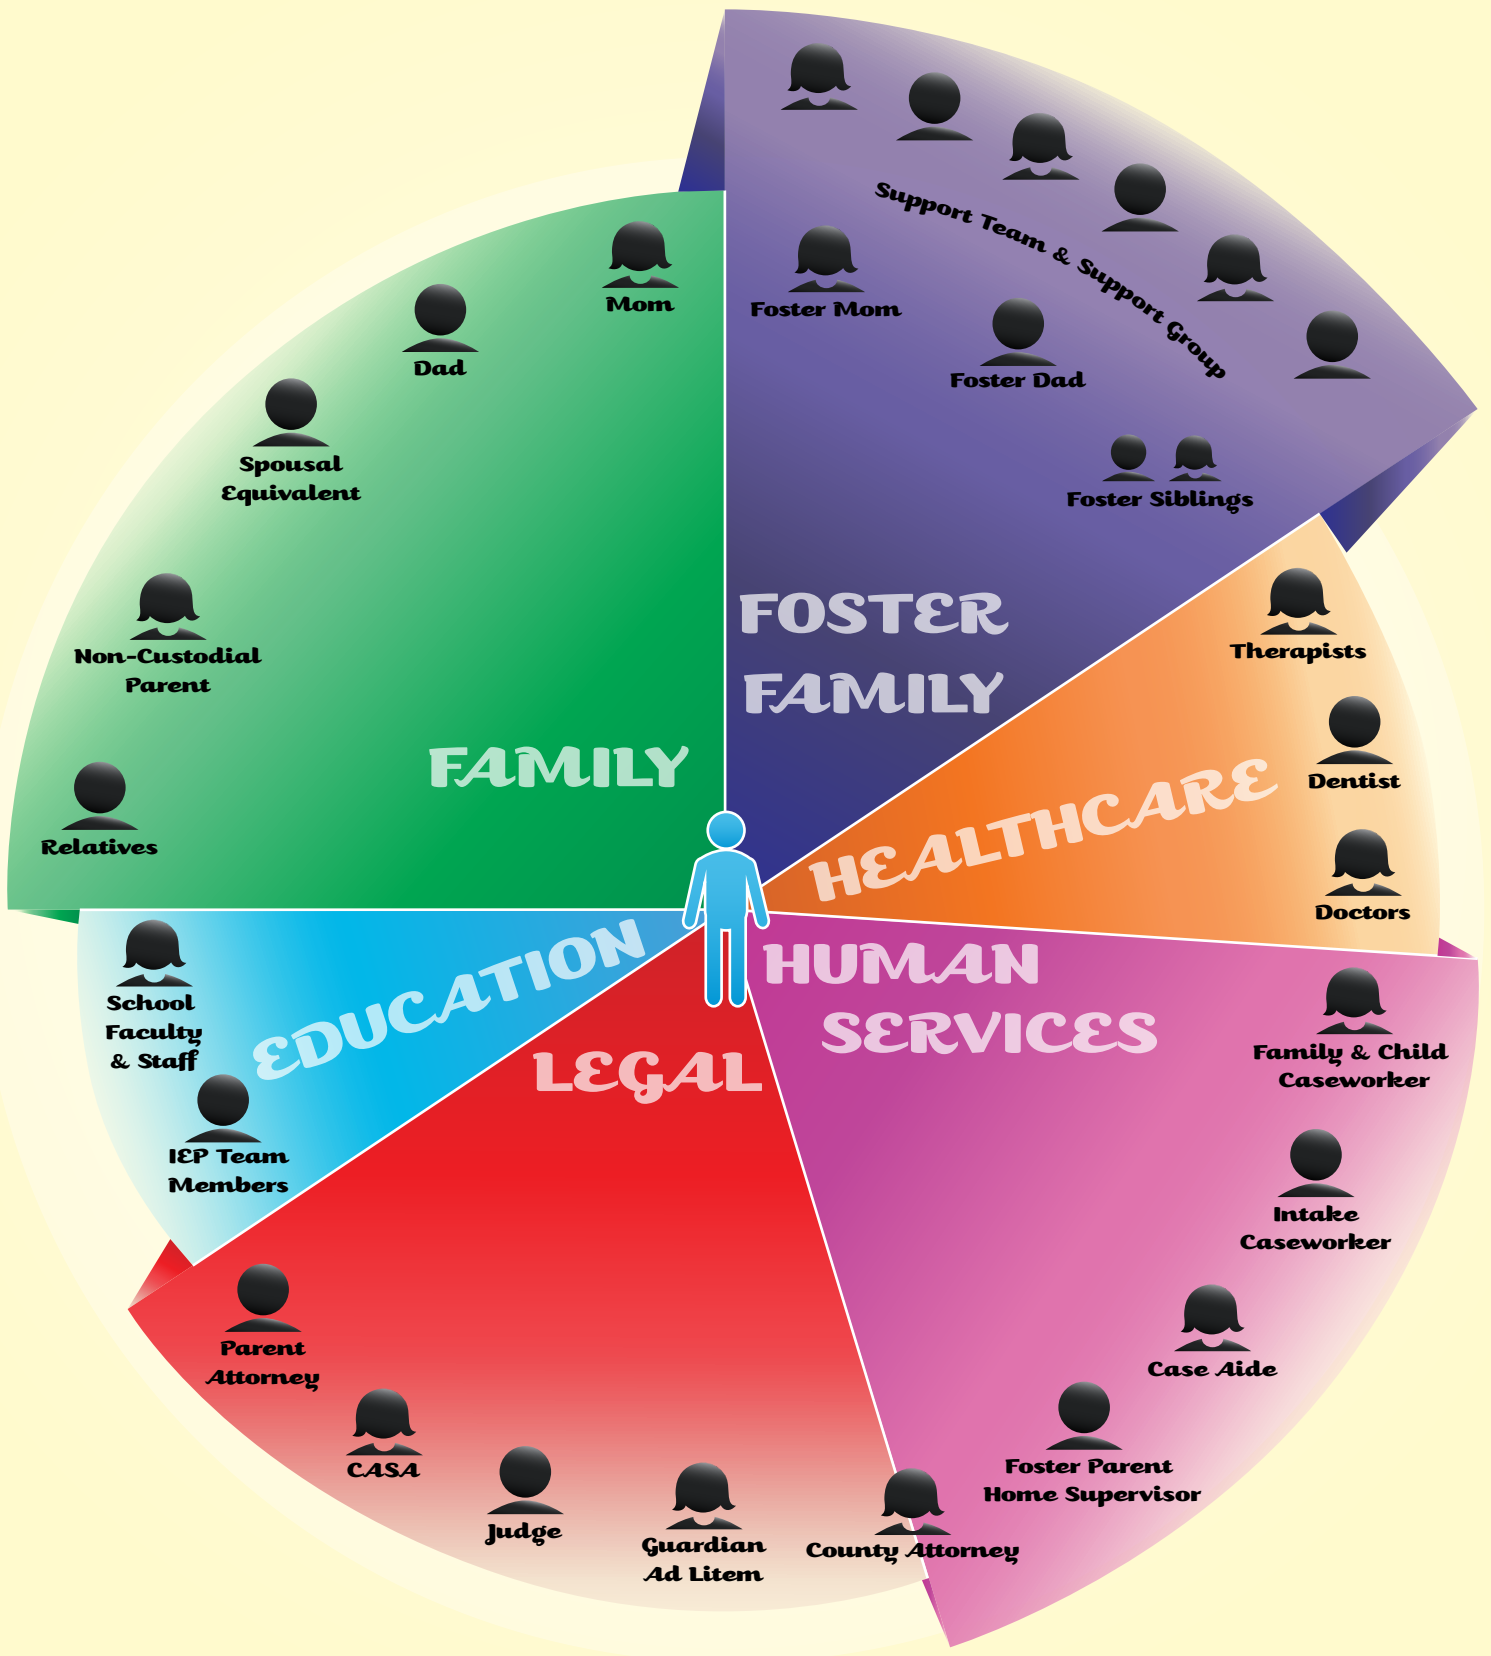 Support Team & Support Group
Foster Mom
Foster Dad
Foster Siblings
FOSTER
FAMILY
Therapists
Dentist
Doctors
HEALTHCARE
HUMAN
SERVICES
Family & Child
Caseworker
Intake
Caseworker
Case Aide
Foster Parent
Home Supervisor
County Attorney
LEGAL
Guardian
Ad Litem
Judge
CASA
Parent
Attorney
EDUCATION
IEP Team
Members
School
Faculty
& Staff
FAMILY
Relatives
Non-Custodial
Parent
Spousal
Equivalent
Dad
Mom